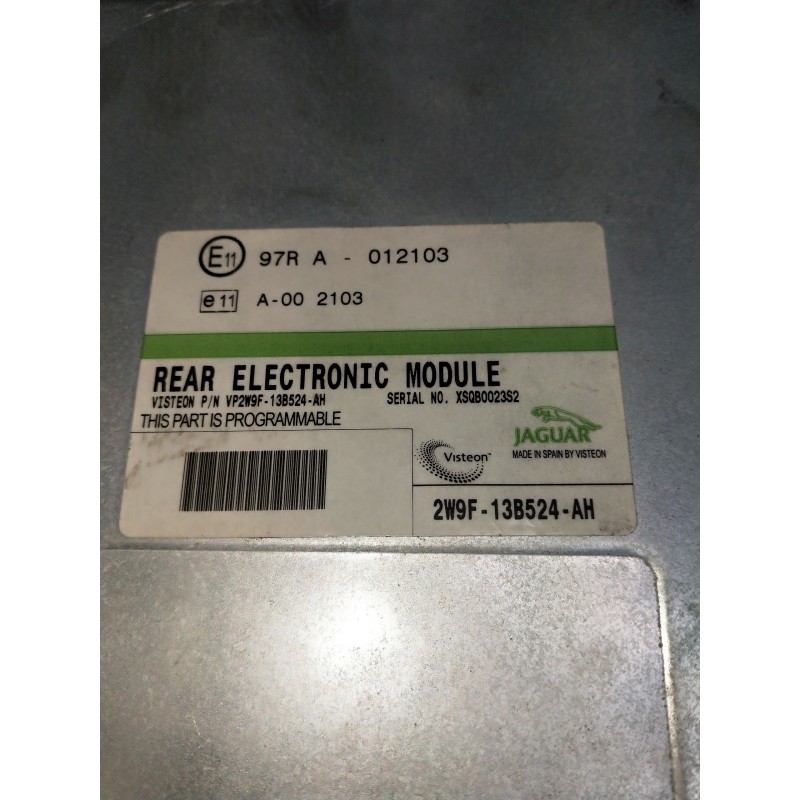 E11 97R A - 012103
e11 A-00 2103
REAR ELECTRONIC MODULE
VISTEON P/N VP2W9F-13B524-AH SERIAL NO. XSQB0023S2
THIS PART IS PROGRAMMABLE
Visteon
JAGUAR
MADE IN SPAIN BY VISTEON
2W9F-13B524-AH